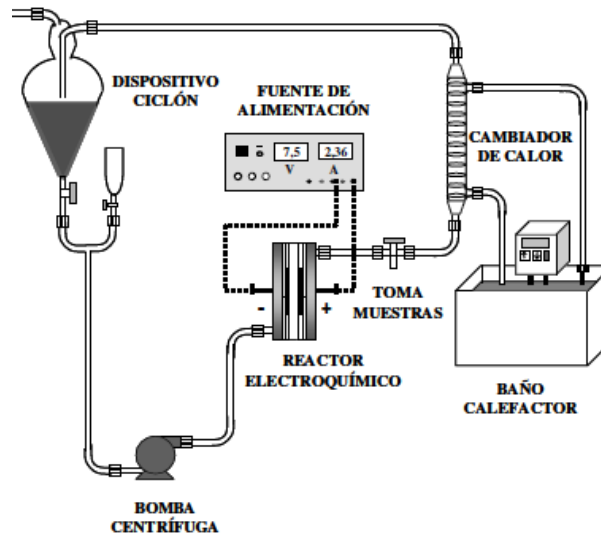 DISPOSITIVO
CICLÓN
FUENTE DE
ALIMENTACIÓN
7,5
2,36
V
A
CAMBIADOR
DE CALOR
-
+
TOMA
MUESTRAS
REACTOR
ELECTROQUÍMICO
BAÑO
CALEFACTOR
BOMBA
CENTRÍFUGA